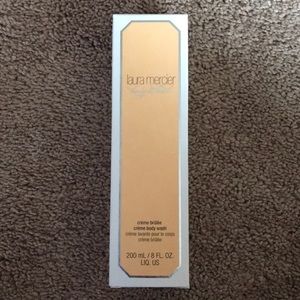 laura mercier
crème brûlée
crème body wash
crème lavante pour le corps
crème brûlée
200 mL / 8 FL. OZ.
LIQ. US